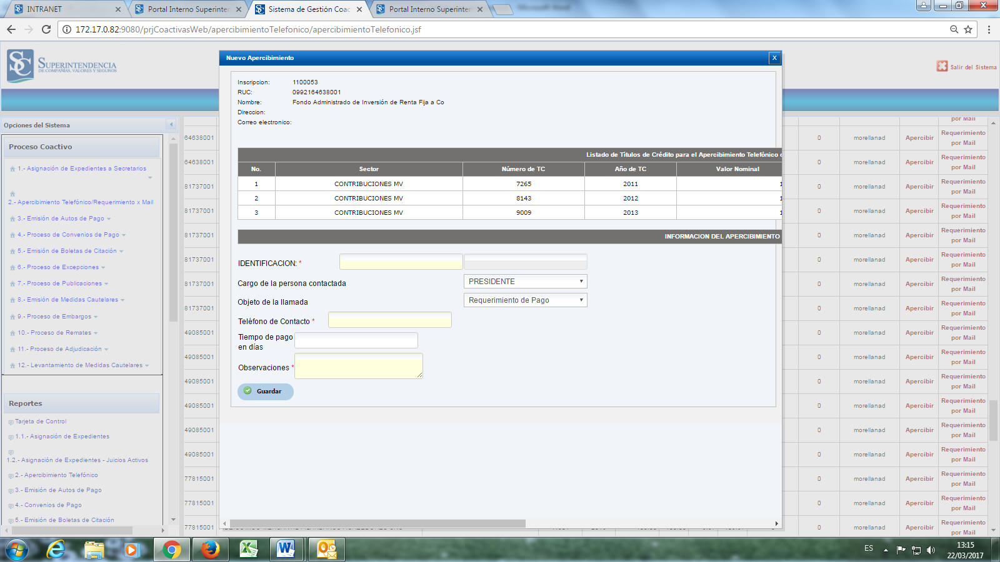 INTRANET
Portal Interno Superinten
Sistema de Gestión Coac
Portal Interno Superinten
172.17.0.82:9080/prjCoactivasWeb/apercibimientoTelefonico/apercibimientoTelefonico.jsf
SUPERINTENDENCIA
DE COMPAÑÍAS, VALORES Y SEGUROS
Salir del Sistema
Nuevo Apercibimiento
X
Inscripcion: 1100053
RUC: 0992164638001
Nombre: Fondo Administrado de Inversión de Renta Fija a Co
Direccion:
Correo electronico:
Listado de Títulos de Crédito para el Apercibimiento Telefónico
No. Sector Número de TC Año de TC Valor Nominal
1 CONTRIBUCIONES MV 7265 2011 1
2 CONTRIBUCIONES MV 8143 2012 1
3 CONTRIBUCIONES MV 9009 2013 1
INFORMACION DEL APERCIBIMIENTO
IDENTIFICACION: *
Cargo de la persona contactada PRESIDENTE
Objeto de la llamada Requerimiento de Pago
Teléfono de Contacto *
Tiempo de pago
en días
Observaciones *
Guardar
Opciones del Sistema
Proceso Coactivo
1.- Asignación de Expedientes a Secretarios
2.- Apercibimiento Telefónico/Requerimiento x Mail
3.- Emisión de Autos de Pago
4.- Proceso de Convenios de Pago
5.- Emisión de Boletas de Citación
6.- Proceso de Excepciones
7.- Proceso de Publicaciones
8.- Emisión de Medidas Cautelares
9.- Proceso de Embargos
10.- Proceso de Remates
11.- Proceso de Adjudicación
12.- Levantamiento de Medidas Cautelares
Reportes
Tarjeta de Control
1.1.- Asignación de Expedientes
1.2.- Asignación de Expedientes - Juicios Activos
2.- Apercibimiento Telefónico
3.- Emisión de Autos de Pago
4.- Convenios de Pago
5.- Emisión de Boletas de Citación
64638001
64638001
81737001
81737001
81737001
81737001
81737001
81737001
49085001
49085001
49085001
49085001
49085001
49085001
77815001
77815001
77815001
por Mail
0 morellanad Apercibir Requerimiento
por Mail
0 morellanad Apercibir Requerimiento
por Mail
0 morellanad Apercibir Requerimiento
por Mail
0 morellanad Apercibir Requerimiento
por Mail
0 morellanad Apercibir Requerimiento
por Mail
0 morellanad Apercibir Requerimiento
por Mail
0 morellanad Apercibir Requerimiento
por Mail
0 morellanad Apercibir Requerimiento
por Mail
0 morellanad Apercibir Requerimiento
por Mail
0 morellanad Apercibir Requerimiento
por Mail
0 morellanad Apercibir Requerimiento
por Mail
0 morellanad Apercibir Requerimiento
por Mail
0 morellanad Apercibir Requerimiento
por Mail
0 morellanad Apercibir Requerimiento
por Mail
0 morellanad Apercibir Requerimiento
por Mail
0 morellanad Apercibir Requerimiento
por Mail
morellanad Apercibir Requerimiento
por Mail
ES
13:15
22/03/2017